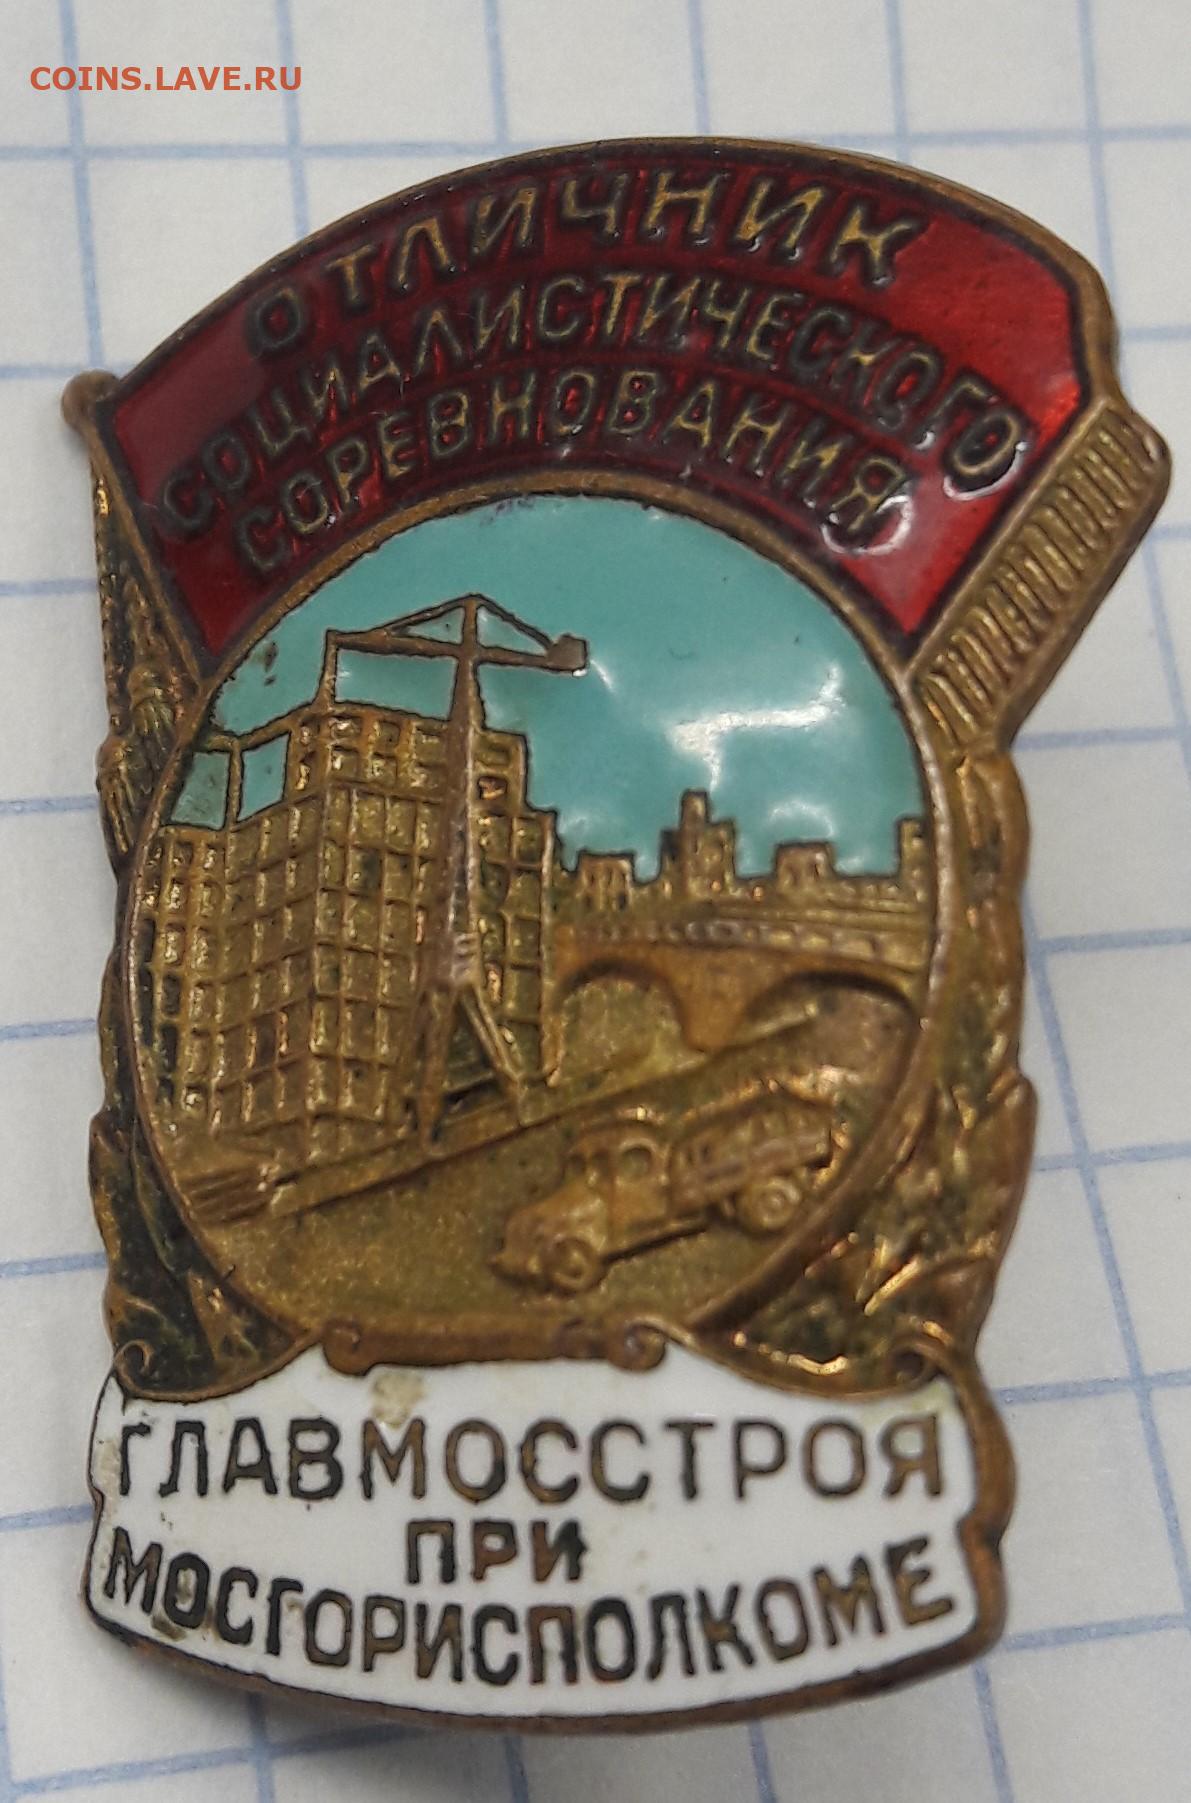 COINS.LAVE.RU
ОТЛИЧНИК
СОЦИАЛИСТИЧЕСКОГО
СОРЕВНОВАНИЯ
ГЛАВМОССТРОЯ
ПРИ
МОСГОРИСПОЛКОМЕ